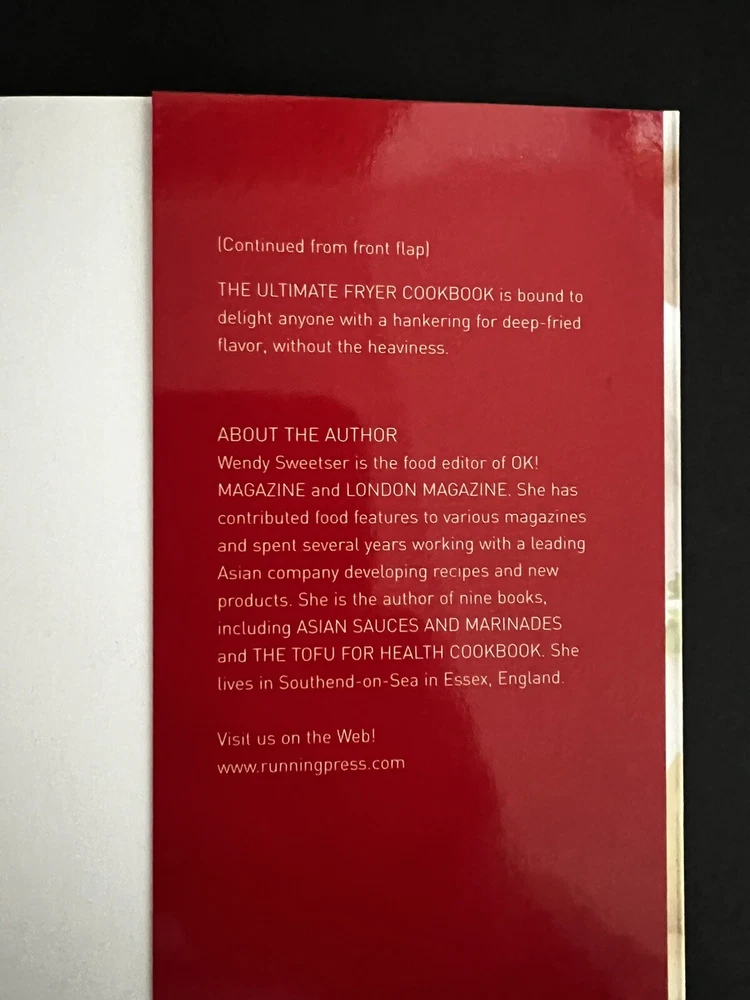 (Continued from front flap)
THE ULTIMATE FRYER COOKBOOK is bound to
delight anyone with a hankering for deep-fried
flavor, without the heaviness.
ABOUT THE AUTHOR
Wendy Sweetser is the food editor of OK!
MAGAZINE and LONDON MAGAZINE. She has
contributed food features to various magazines
and spent several years working with a leading
Asian company developing recipes and new
products. She is the author of nine books,
including ASIAN SAUCES AND MARINADES
and THE TOFU FOR HEALTH COOKBOOK. She
lives in Southend-on-Sea in Essex, England.
Visit us on the Web!
www.runningpress.com